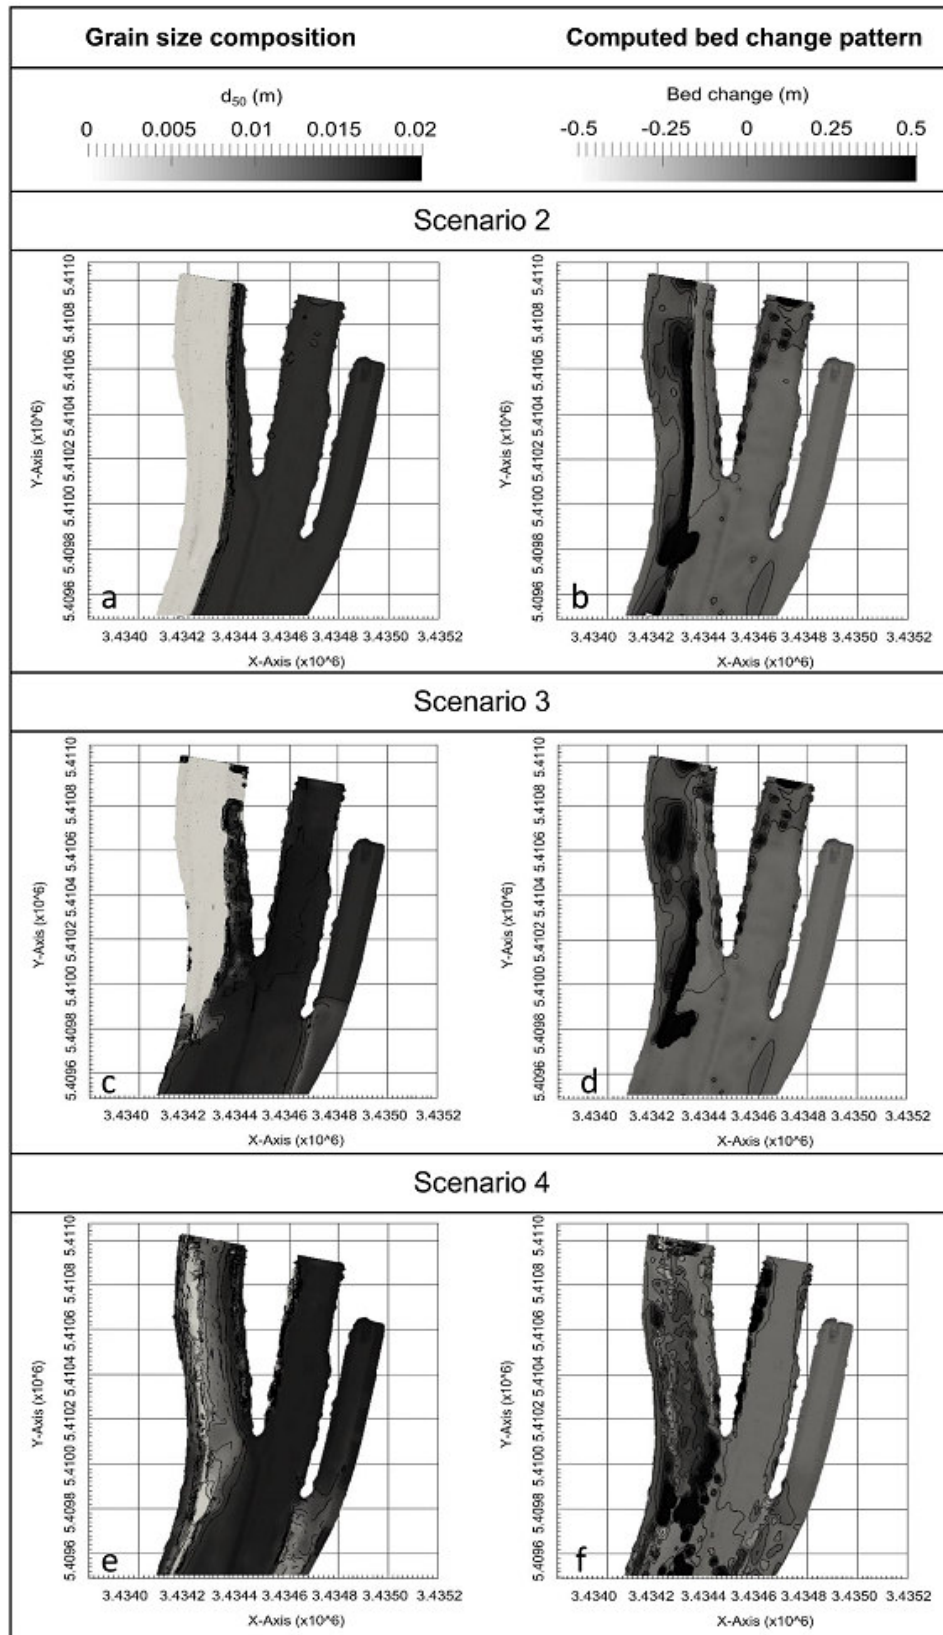 Grain size composition Computed bed change pattern
d50 (m) Bed change (m)
0 0.005 0.01 0.015 0.02 -0.5 -0.25 0 0.25 0.5
Scenario 2
Y-Axis (x10^6) 5.4096 5.4098 5.4100 5.4102 5.4104 5.4106 5.4108 5.4110
a
3.4340 3.4342 3.4344 3.4346 3.4348 3.4350 3.4352
X-Axis (x10^6)
Y-Axis (x10^6) 5.4096 5.4098 5.4100 5.4102 5.4104 5.4106 5.4108 5.4110
b
3.4340 3.4342 3.4344 3.4346 3.4348 3.4350 3.4352
X-Axis (x10^6)
Scenario 3
Y-Axis (x10^6) 5.4096 5.4098 5.4100 5.4102 5.4104 5.4106 5.4108 5.4110
c
3.4340 3.4342 3.4344 3.4346 3.4348 3.4350 3.4352
X-Axis (x10^6)
Y-Axis (x10^6) 5.4096 5.4098 5.4100 5.4102 5.4104 5.4106 5.4108 5.4110
d
3.4340 3.4342 3.4344 3.4346 3.4348 3.4350 3.4352
X-Axis (x10^6)
Scenario 4
Y-Axis (x10^6) 5.4096 5.4098 5.4100 5.4102 5.4104 5.4106 5.4108 5.4110
e
3.4340 3.4342 3.4344 3.4346 3.4348 3.4350 3.4352
X-Axis (x10^6)
Y-Axis (x10^6) 5.4096 5.4098 5.4100 5.4102 5.4104 5.4106 5.4108 5.4110
f
3.4340 3.4342 3.4344 3.4346 3.4348 3.4350 3.4352
X-Axis (x10^6)